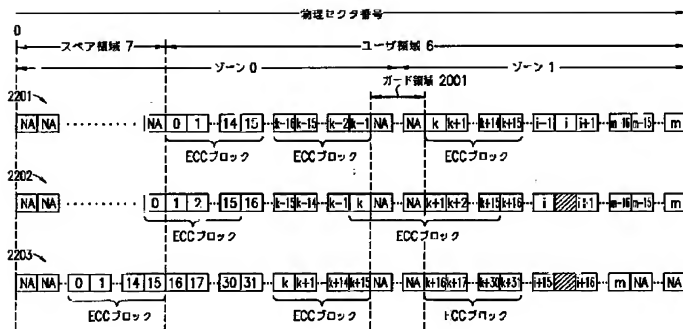 物理セクタ番号
0
スペア領域 7 ユーザ領域 6
ゾーン 0 ゾーン 1
ガード領域 2001
2201
NA NA ········· NA 0 1 ··· 14 15 ··· k-16 k-15 ··· k-2 k-1 NA ··· NA k k+1 ··· k+14 k+15 ··· i-1 i i+1 ··· m-16 m-15 ··· m
ECCブロック ECCブロック ECCブロック
2202
NA NA ········· 0 1 2 ··· 15 16 ··· k-15 k-14 ··· k-1 k NA ··· NA k+1 k+2 ··· k+15 k+16 ··· i i+1 ··· m-16 m-15 ··· m
ECCブロック ECCブロック
2203
NA NA ··· 0 1 ··· 14 15 16 17 ··· 30 31 ··· k k+1 ··· k+14 k+15 NA ··· NA k+16 k+17 ··· k+30 k+31 ··· i+15 i+16 ··· m NA ··· NA
ECCブロック ECCブロック ECCブロック